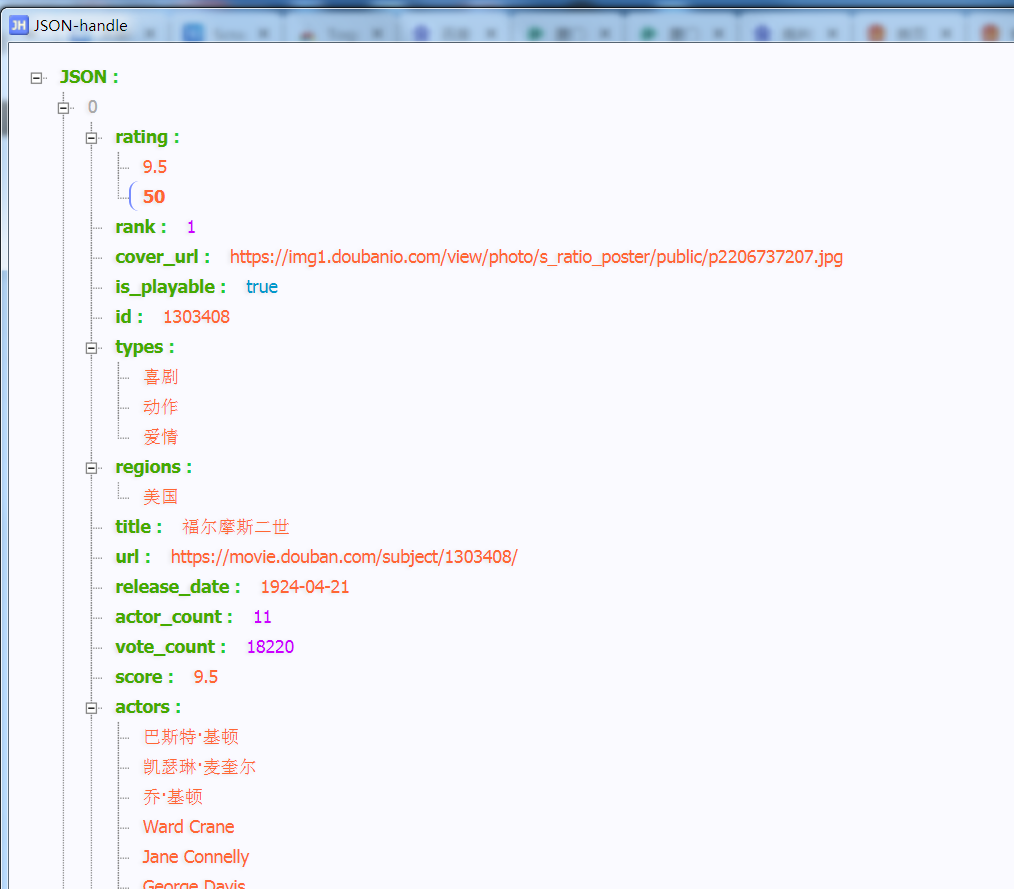 JH JSON-handle
JSON :
0
rating :
9.5
50
rank : 1
cover_url : https://img1.doubanio.com/view/photo/s_ratio_poster/public/p2206737207.jpg
is_playable : true
id : 1303408
types :
喜剧
动作
爱情
regions :
美国
title : 福尔摩斯二世
url : https://movie.douban.com/subject/1303408/
release_date : 1924-04-21
actor_count : 11
vote_count : 18220
score : 9.5
actors :
巴斯特·基顿
凯瑟琳·麦奎尔
乔·基顿
Ward Crane
Jane Connelly
George Davis